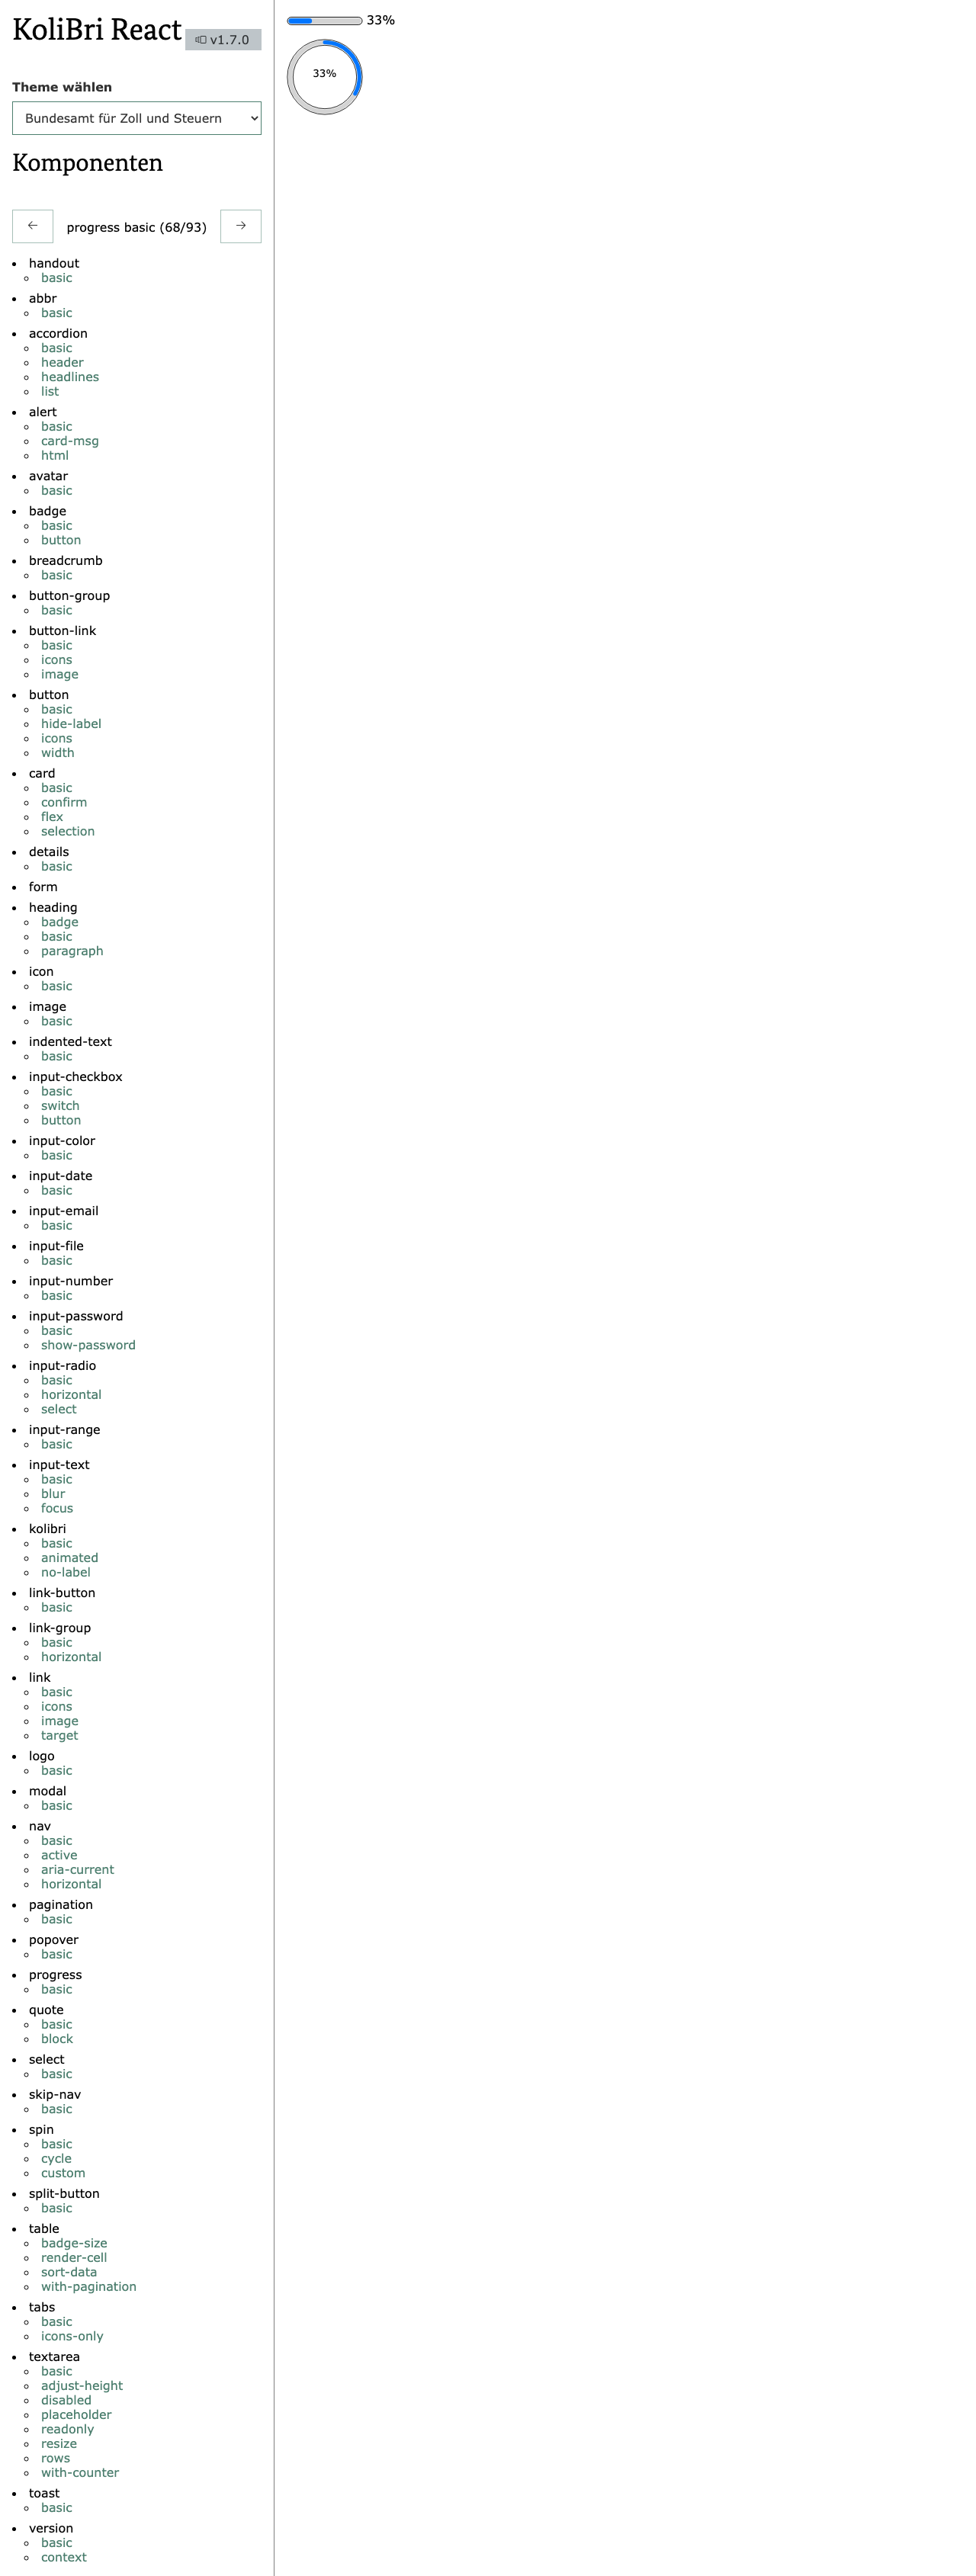 KoliBri React
v1.7.0
Theme wählen
Bundesamt für Zoll und Steuern
Komponenten
← progress basic (68/93) →
handout
basic
abbr
basic
accordion
basic
header
headlines
list
alert
basic
card-msg
html
avatar
basic
badge
basic
button
breadcrumb
basic
button-group
basic
button-link
basic
icons
image
button
basic
hide-label
icons
width
card
basic
confirm
flex
selection
details
basic
form
heading
badge
basic
paragraph
icon
basic
image
basic
indented-text
basic
input-checkbox
basic
switch
button
input-color
basic
input-date
basic
input-email
basic
input-file
basic
input-number
basic
input-password
basic
show-password
input-radio
basic
horizontal
select
input-range
basic
input-text
basic
blur
focus
kolibri
basic
animated
no-label
link-button
basic
link-group
basic
horizontal
link
basic
icons
image
target
logo
basic
modal
basic
nav
basic
active
aria-current
horizontal
pagination
basic
popover
basic
progress
basic
quote
basic
block
select
basic
skip-nav
basic
spin
basic
cycle
custom
split-button
basic
table
badge-size
render-cell
sort-data
with-pagination
tabs
basic
icons-only
textarea
basic
adjust-height
disabled
placeholder
readonly
resize
rows
with-counter
toast
basic
version
basic
context
33%
33%